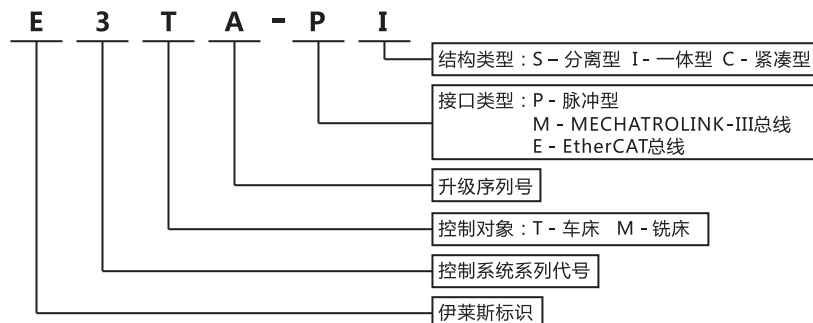 E 3 T A - P I
结构类型：S – 分离型 I - 一体型 C - 紧凑型
接口类型：P - 脉冲型
M - MECHATROLINK-III总线
E - EtherCAT总线
升级序列号
控制对象：T - 车床 M - 铣床
控制系统系列代号
伊莱斯标识